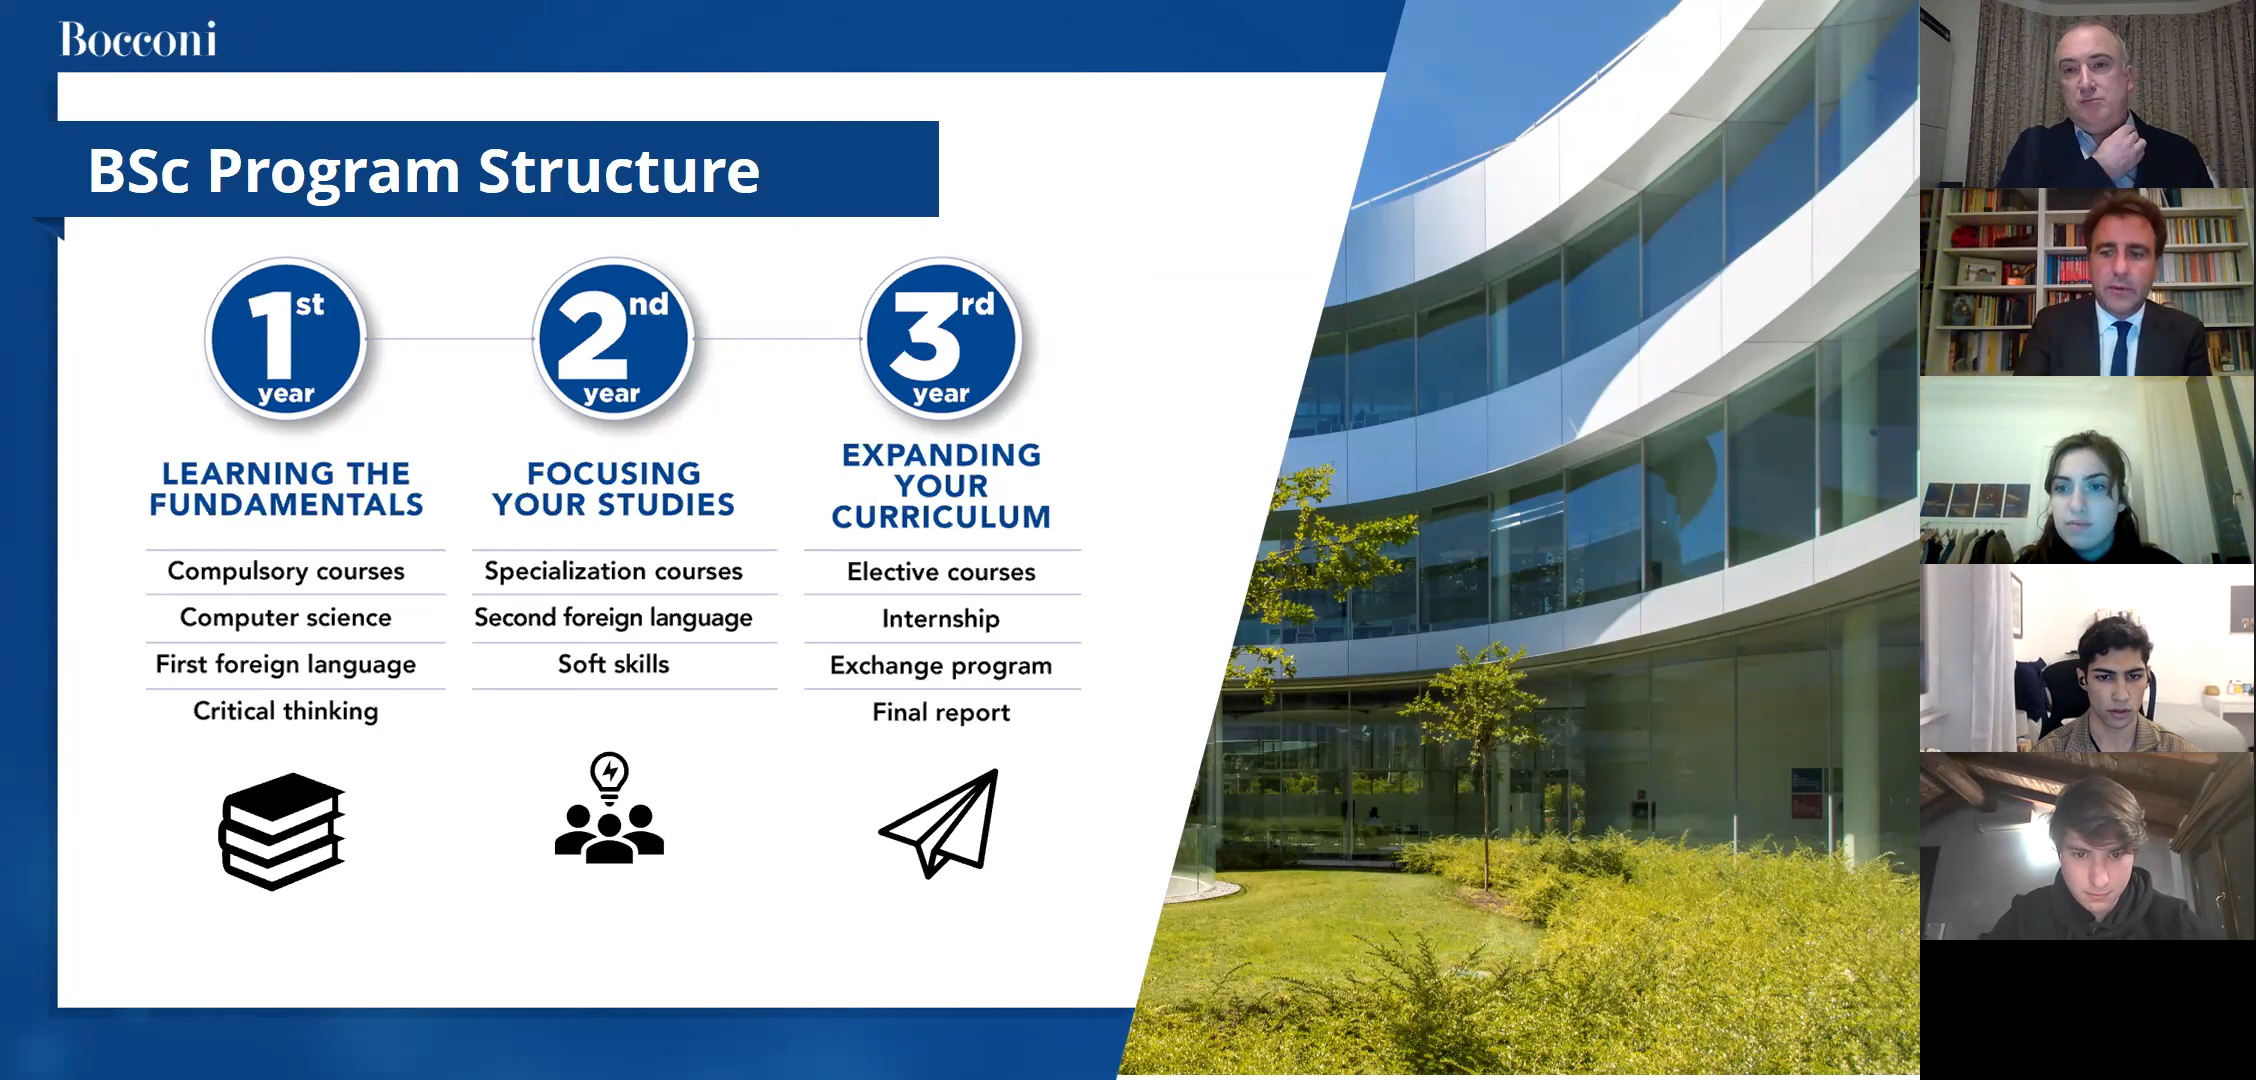 Bocconi
BSc Program Structure
1st
year
2nd
year
3rd
year
LEARNING THE
FUNDAMENTALS
Compulsory courses
Computer science
First foreign language
Critical thinking
FOCUSING
YOUR STUDIES
Specialization courses
Second foreign language
Soft skills
EXPANDING
YOUR
CURRICULUM
Elective courses
Internship
Exchange program
Final report